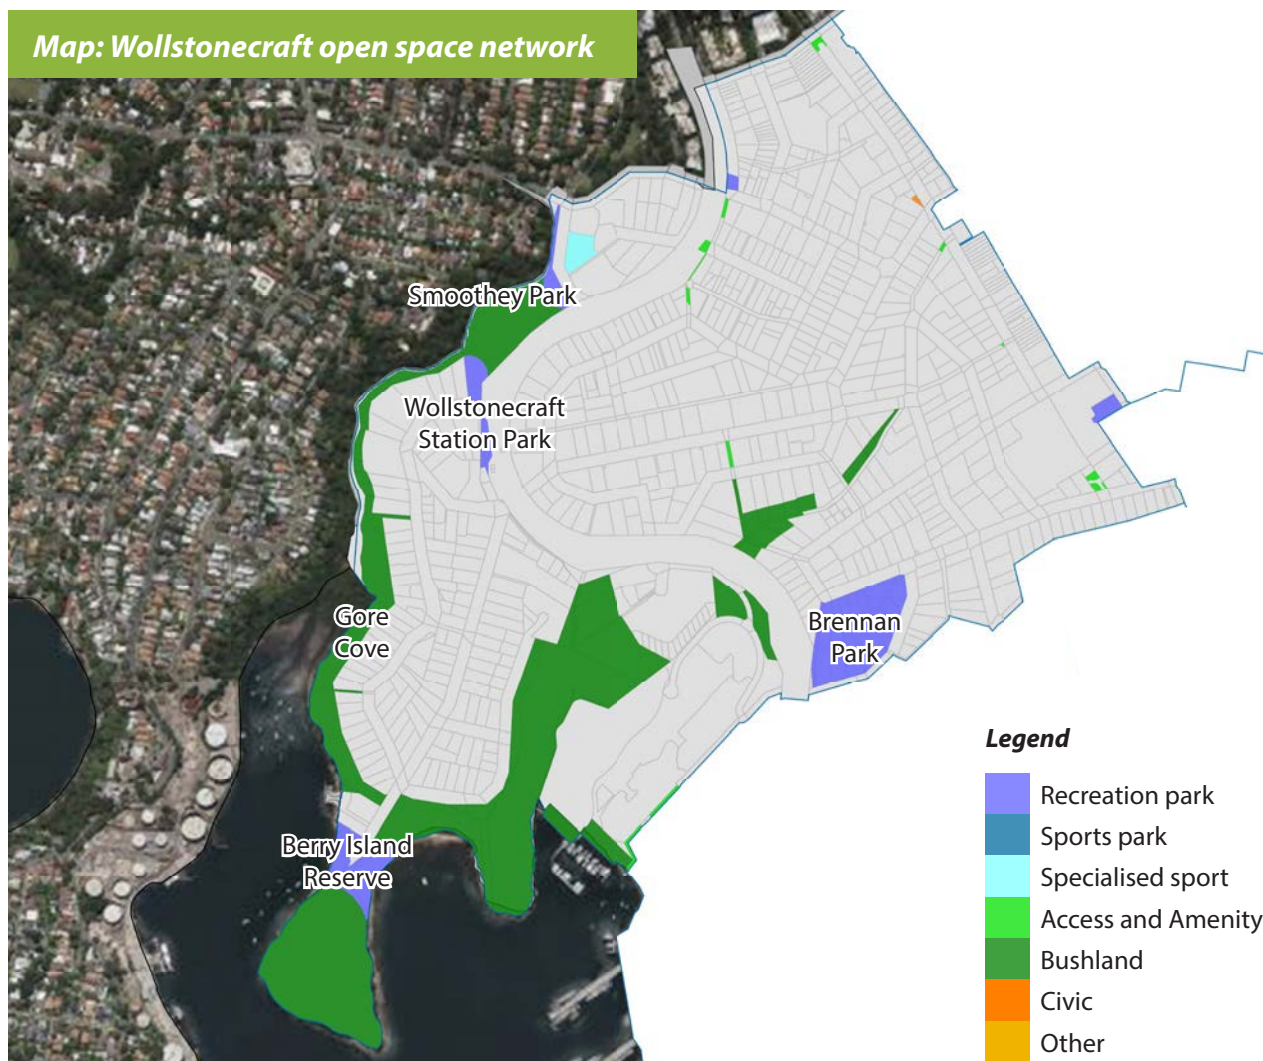 Map: Wollstonecraft open space network
Smoothey Park
Wollstonecraft
Station Park
Gore
Cove
Brennan
Park
Berry Island
Reserve
Legend
Recreation park
Sports park
Specialised sport
Access and Amenity
Bushland
Civic
Other